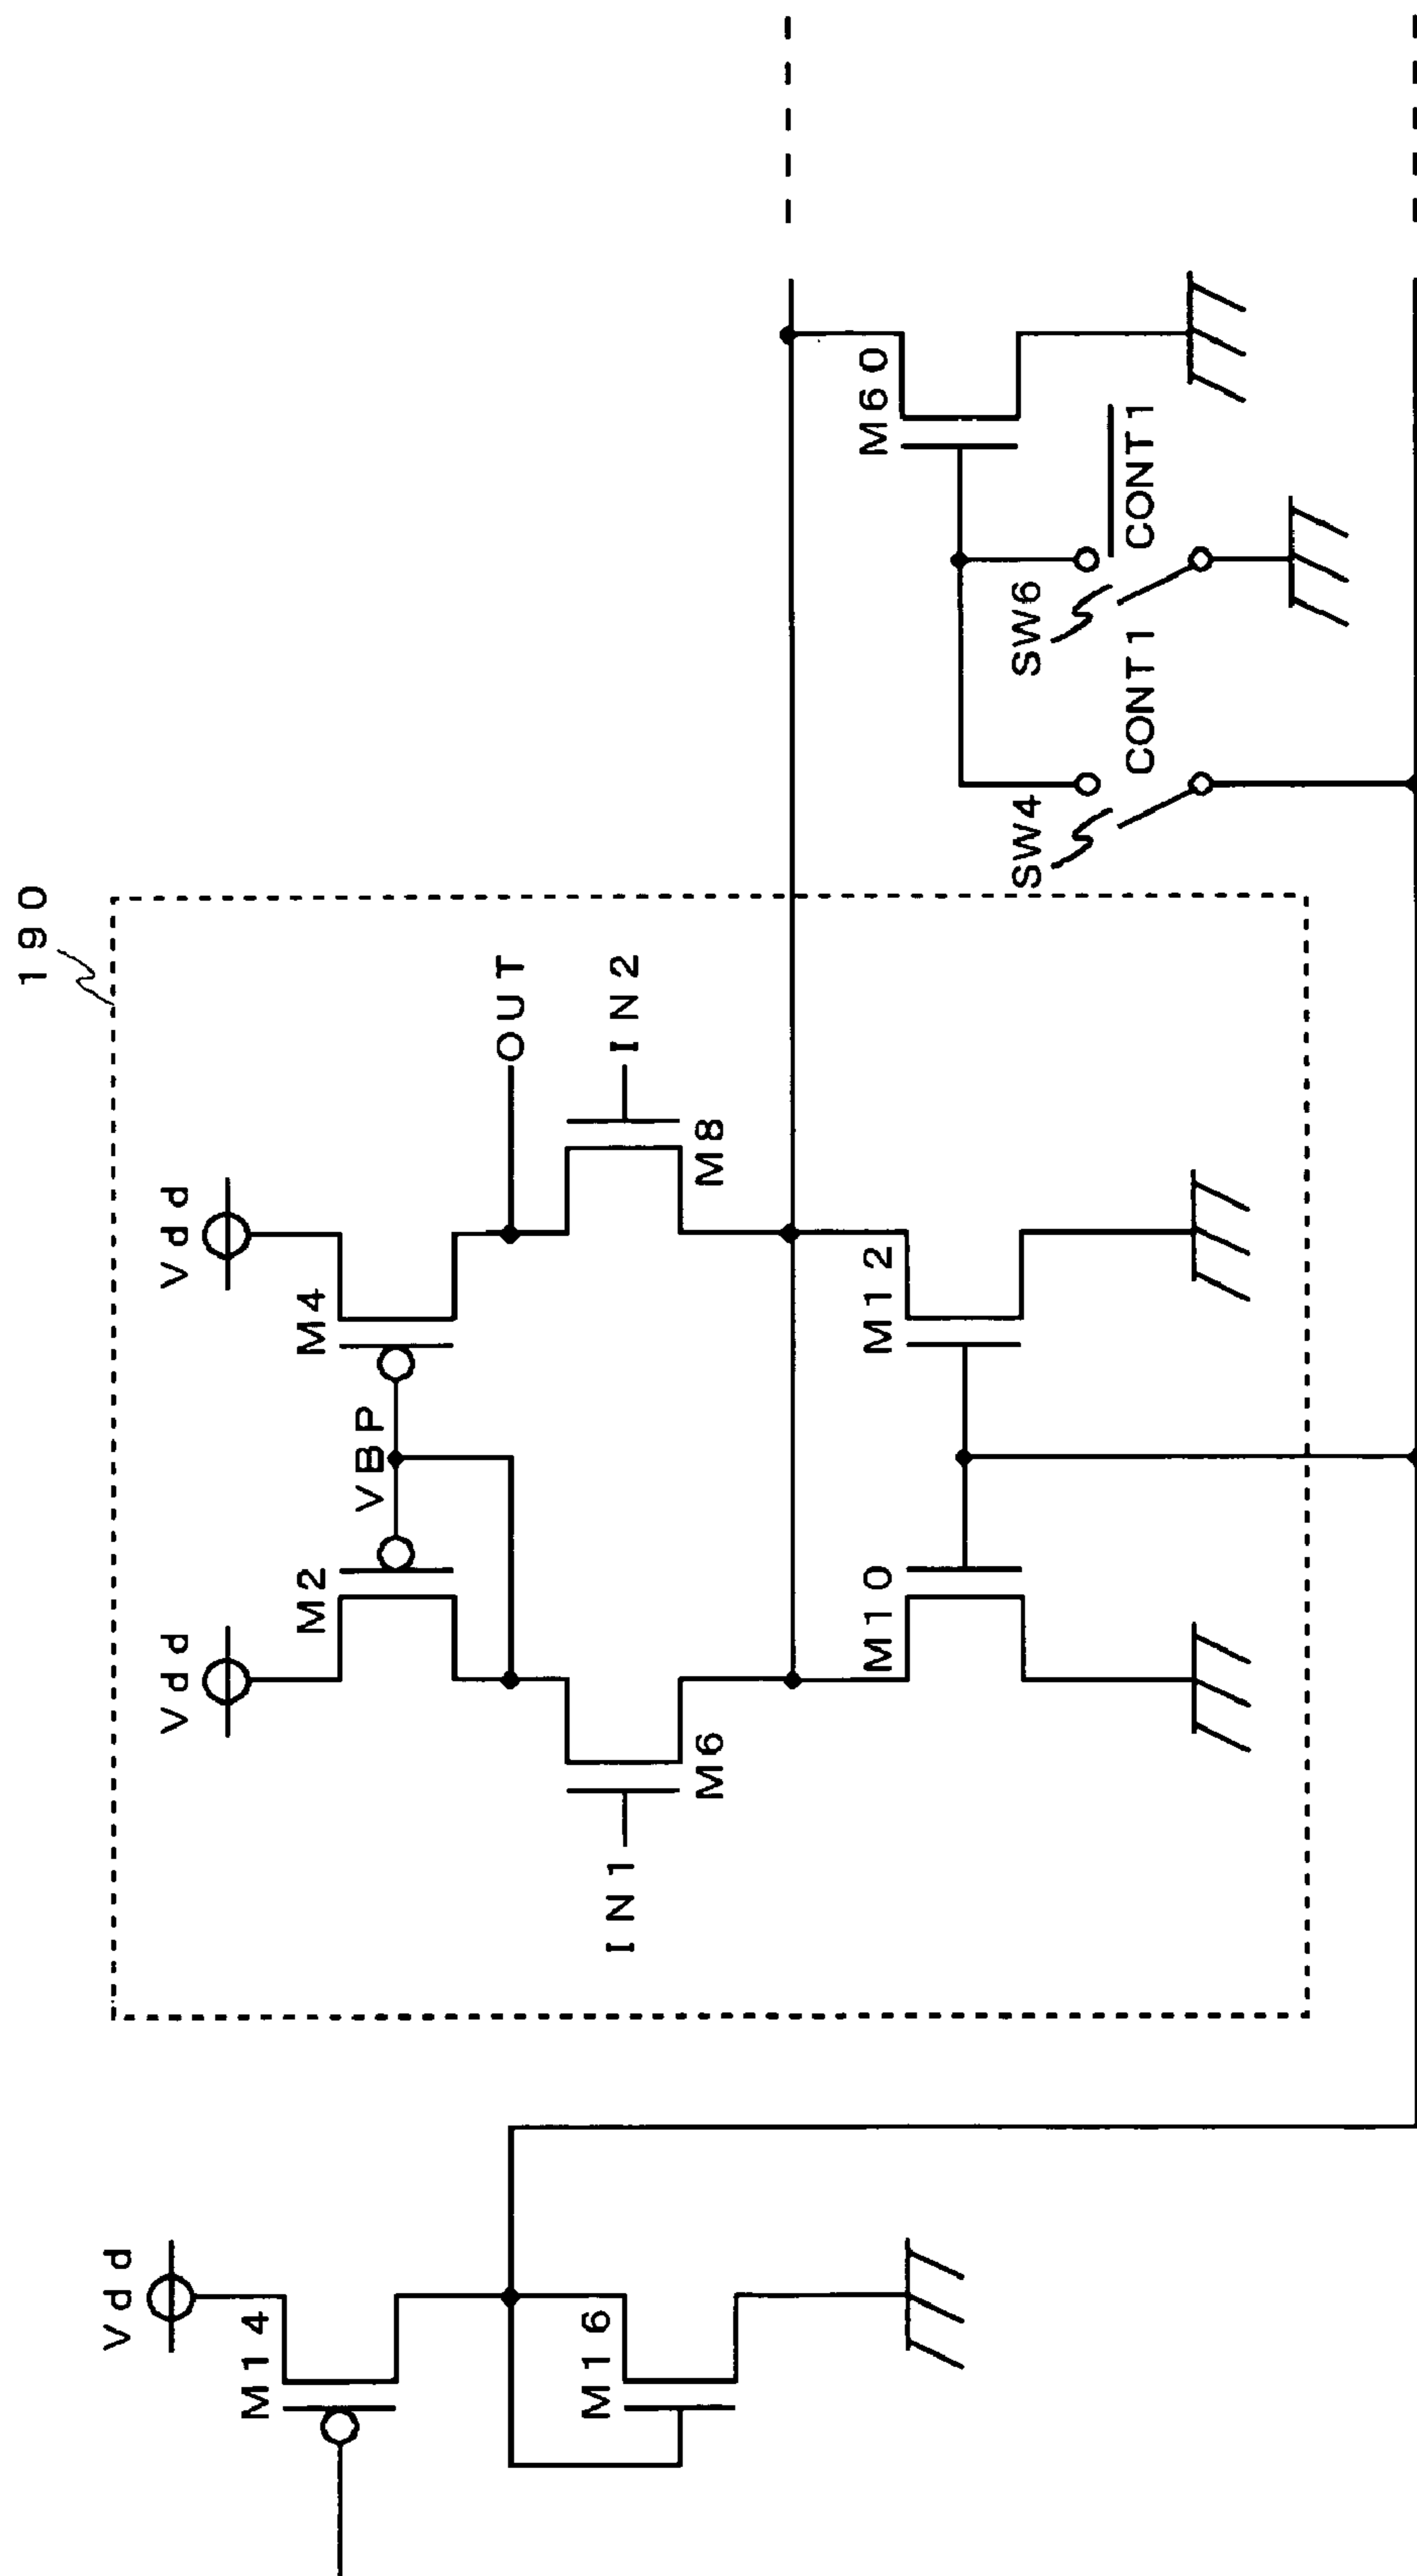 190
Vdd
Vdd
Vdd
M14
M2
M4
VBP
OUT
IN1
M6
IN2
M8
M16
M10
M12
M60
SW4
SW6
CONT1
CONT1